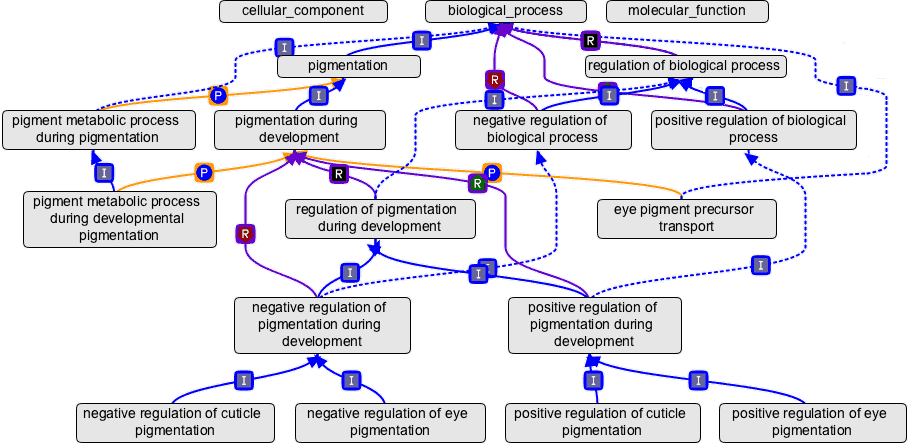 cellular_component
biological_process
molecular_function
I
I
R
pigmentation
regulation of biological process
P
I
R
I
I
I
I
pigment metabolic process
during pigmentation
pigmentation during
development
negative regulation of
biological process
positive regulation of biological
process
I
P
R
R
P
pigment metabolic process
during developmental
pigmentation
regulation of pigmentation
during development
eye pigment precursor
transport
R
I
I
I
negative regulation of
pigmentation during
development
positive regulation of
pigmentation during
development
I
I
I
I
negative regulation of cuticle
pigmentation
negative regulation of eye
pigmentation
positive regulation of cuticle
pigmentation
positive regulation of eye
pigmentation